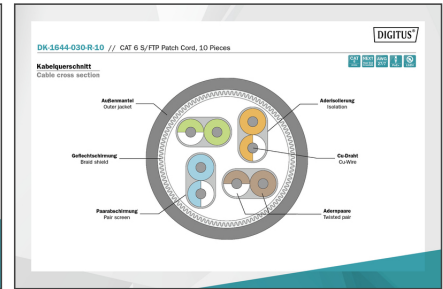 DIGITUS®
DK-1644-030-R-10 // CAT 6 S/FTP Patch Cord, 10 Pieces
Kabelquerschnitt
Cable cross section
Außenmantel
Outer jacket
Aderisolierung
Isolation
Geflechtschirmung
Braid shield
Cu-Draht
Cu-Wire
Paarabschirmung
Pair screen
Adernpaare
Twisted pair